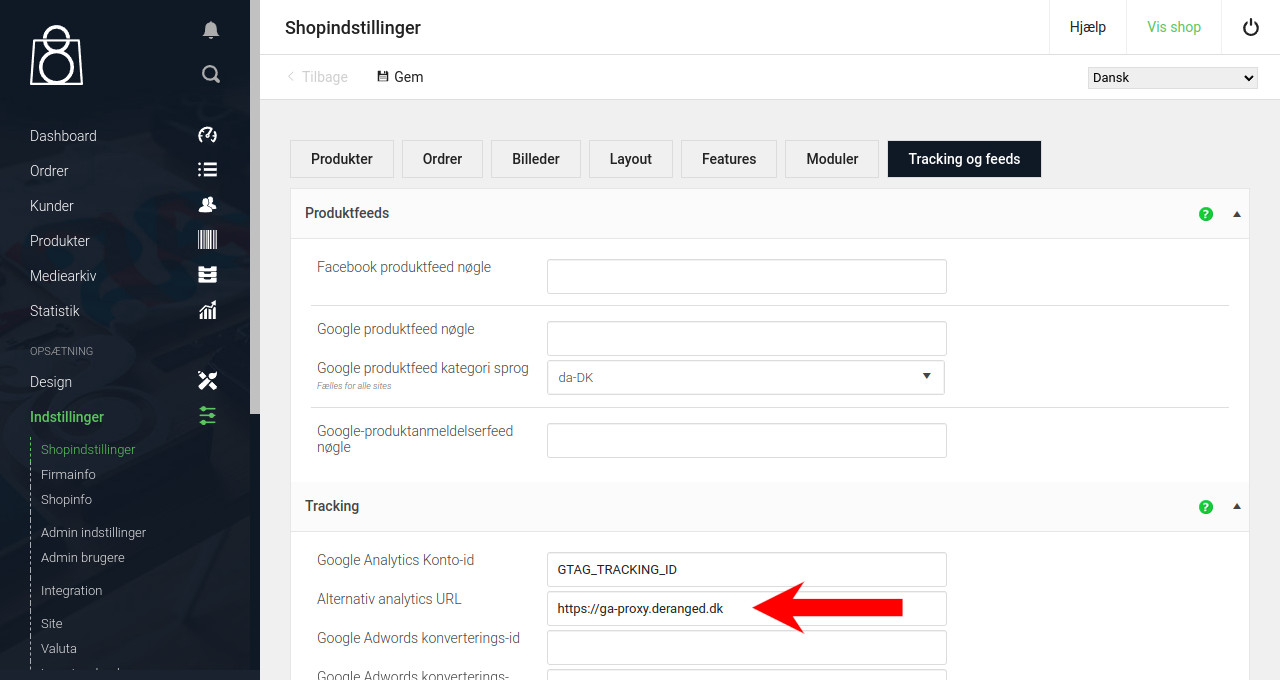 Shopindstillinger
Hjælp
Vis shop
Tilbage
Gem
Dansk
Dashboard
Ordrer
Kunder
Produkter
Mediearkiv
Statistik
OPSÆTNING
Design
Indstillinger
Shopindstillinger
Firmainfo
Shopinfo
Admin indstillinger
Admin brugere
Integration
Site
Valuta
Produkter
Ordrer
Billeder
Layout
Features
Moduler
Tracking og feeds
Produktfeeds
?
Facebook produktfeed nøgle
Google produktfeed nøgle
Google produktfeed kategori sprog
Fælles for alle sites
da-DK
Google-produktanmeldelserfeed
nøgle
Tracking
?
Google Analytics Konto-id
GTAG_TRACKING_ID
Alternativ analytics URL
https://ga-proxy.deranged.dk
Google Adwords konverterings-id
Google Adwords konverterings-